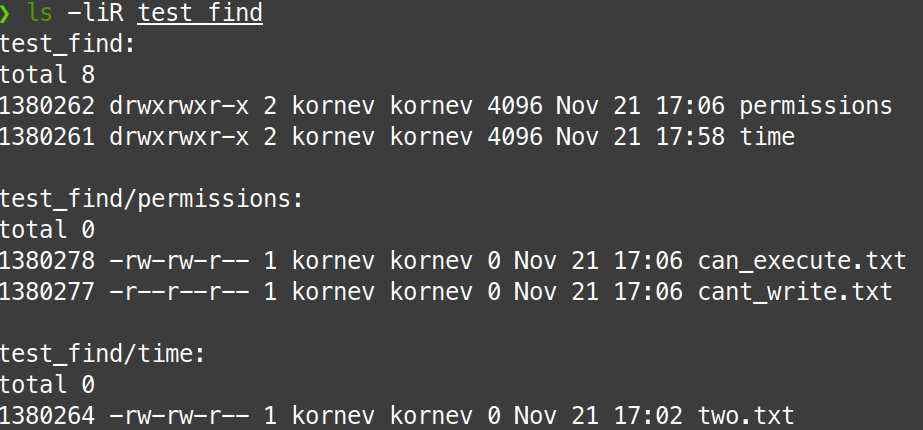 ❯ ls -liR test_find
test_find:
total 8
1380262 drwxrwxr-x 2 kornev kornev 4096 Nov 21 17:06 permissions
1380261 drwxrwxr-x 2 kornev kornev 4096 Nov 21 17:58 time
test_find/permissions:
total 0
1380278 -rw-rw-r-- 1 kornev kornev 0 Nov 21 17:06 can_execute.txt
1380277 -r--r--r-- 1 kornev kornev 0 Nov 21 17:06 cant_write.txt
test_find/time:
total 0
1380264 -rw-rw-r-- 1 kornev kornev 0 Nov 21 17:02 two.txt